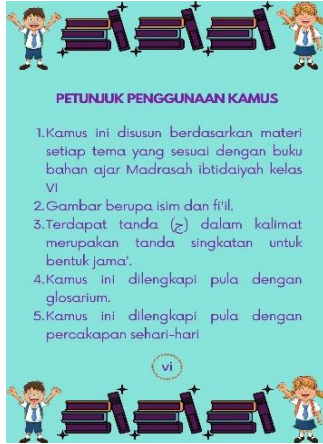 PETUNJUK PENGGUNAAN KAMUS
1.Kamus ini disusun berdasarkan materi
setiap tema yang sesuai dengan buku
bahan ajar Madrasah ibtidaiyah kelas
VI
2.Gambar berupa isim dan fi'il.
3.Terdapat tanda (ج) dalam kalimat
merupakan tanda singkatan untuk
bentuk jama'.
4.Kamus ini dilengkapi pula dengan
glosarium.
5.Kamus ini dilengkapi pula dengan
percakapan sehari-hari
vi